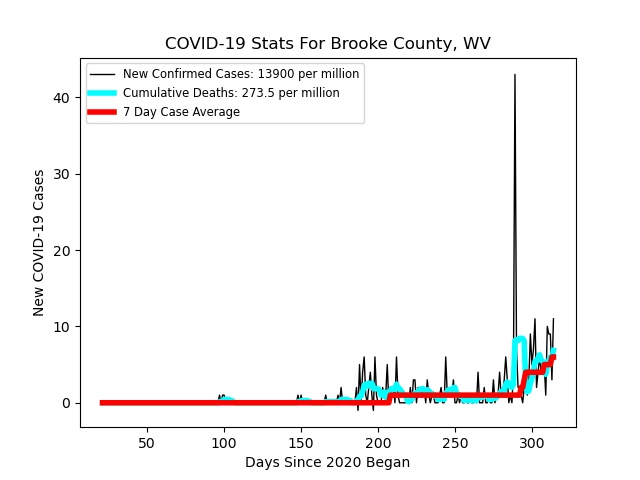 COVID-19 Stats For Brooke County, WV
New Confirmed Cases: 13900 per million
Cumulative Deaths: 273.5 per million
7 Day Case Average
New COVID-19 Cases
40
30
20
10
0
50 100 150 200 250 300
Days Since 2020 Began